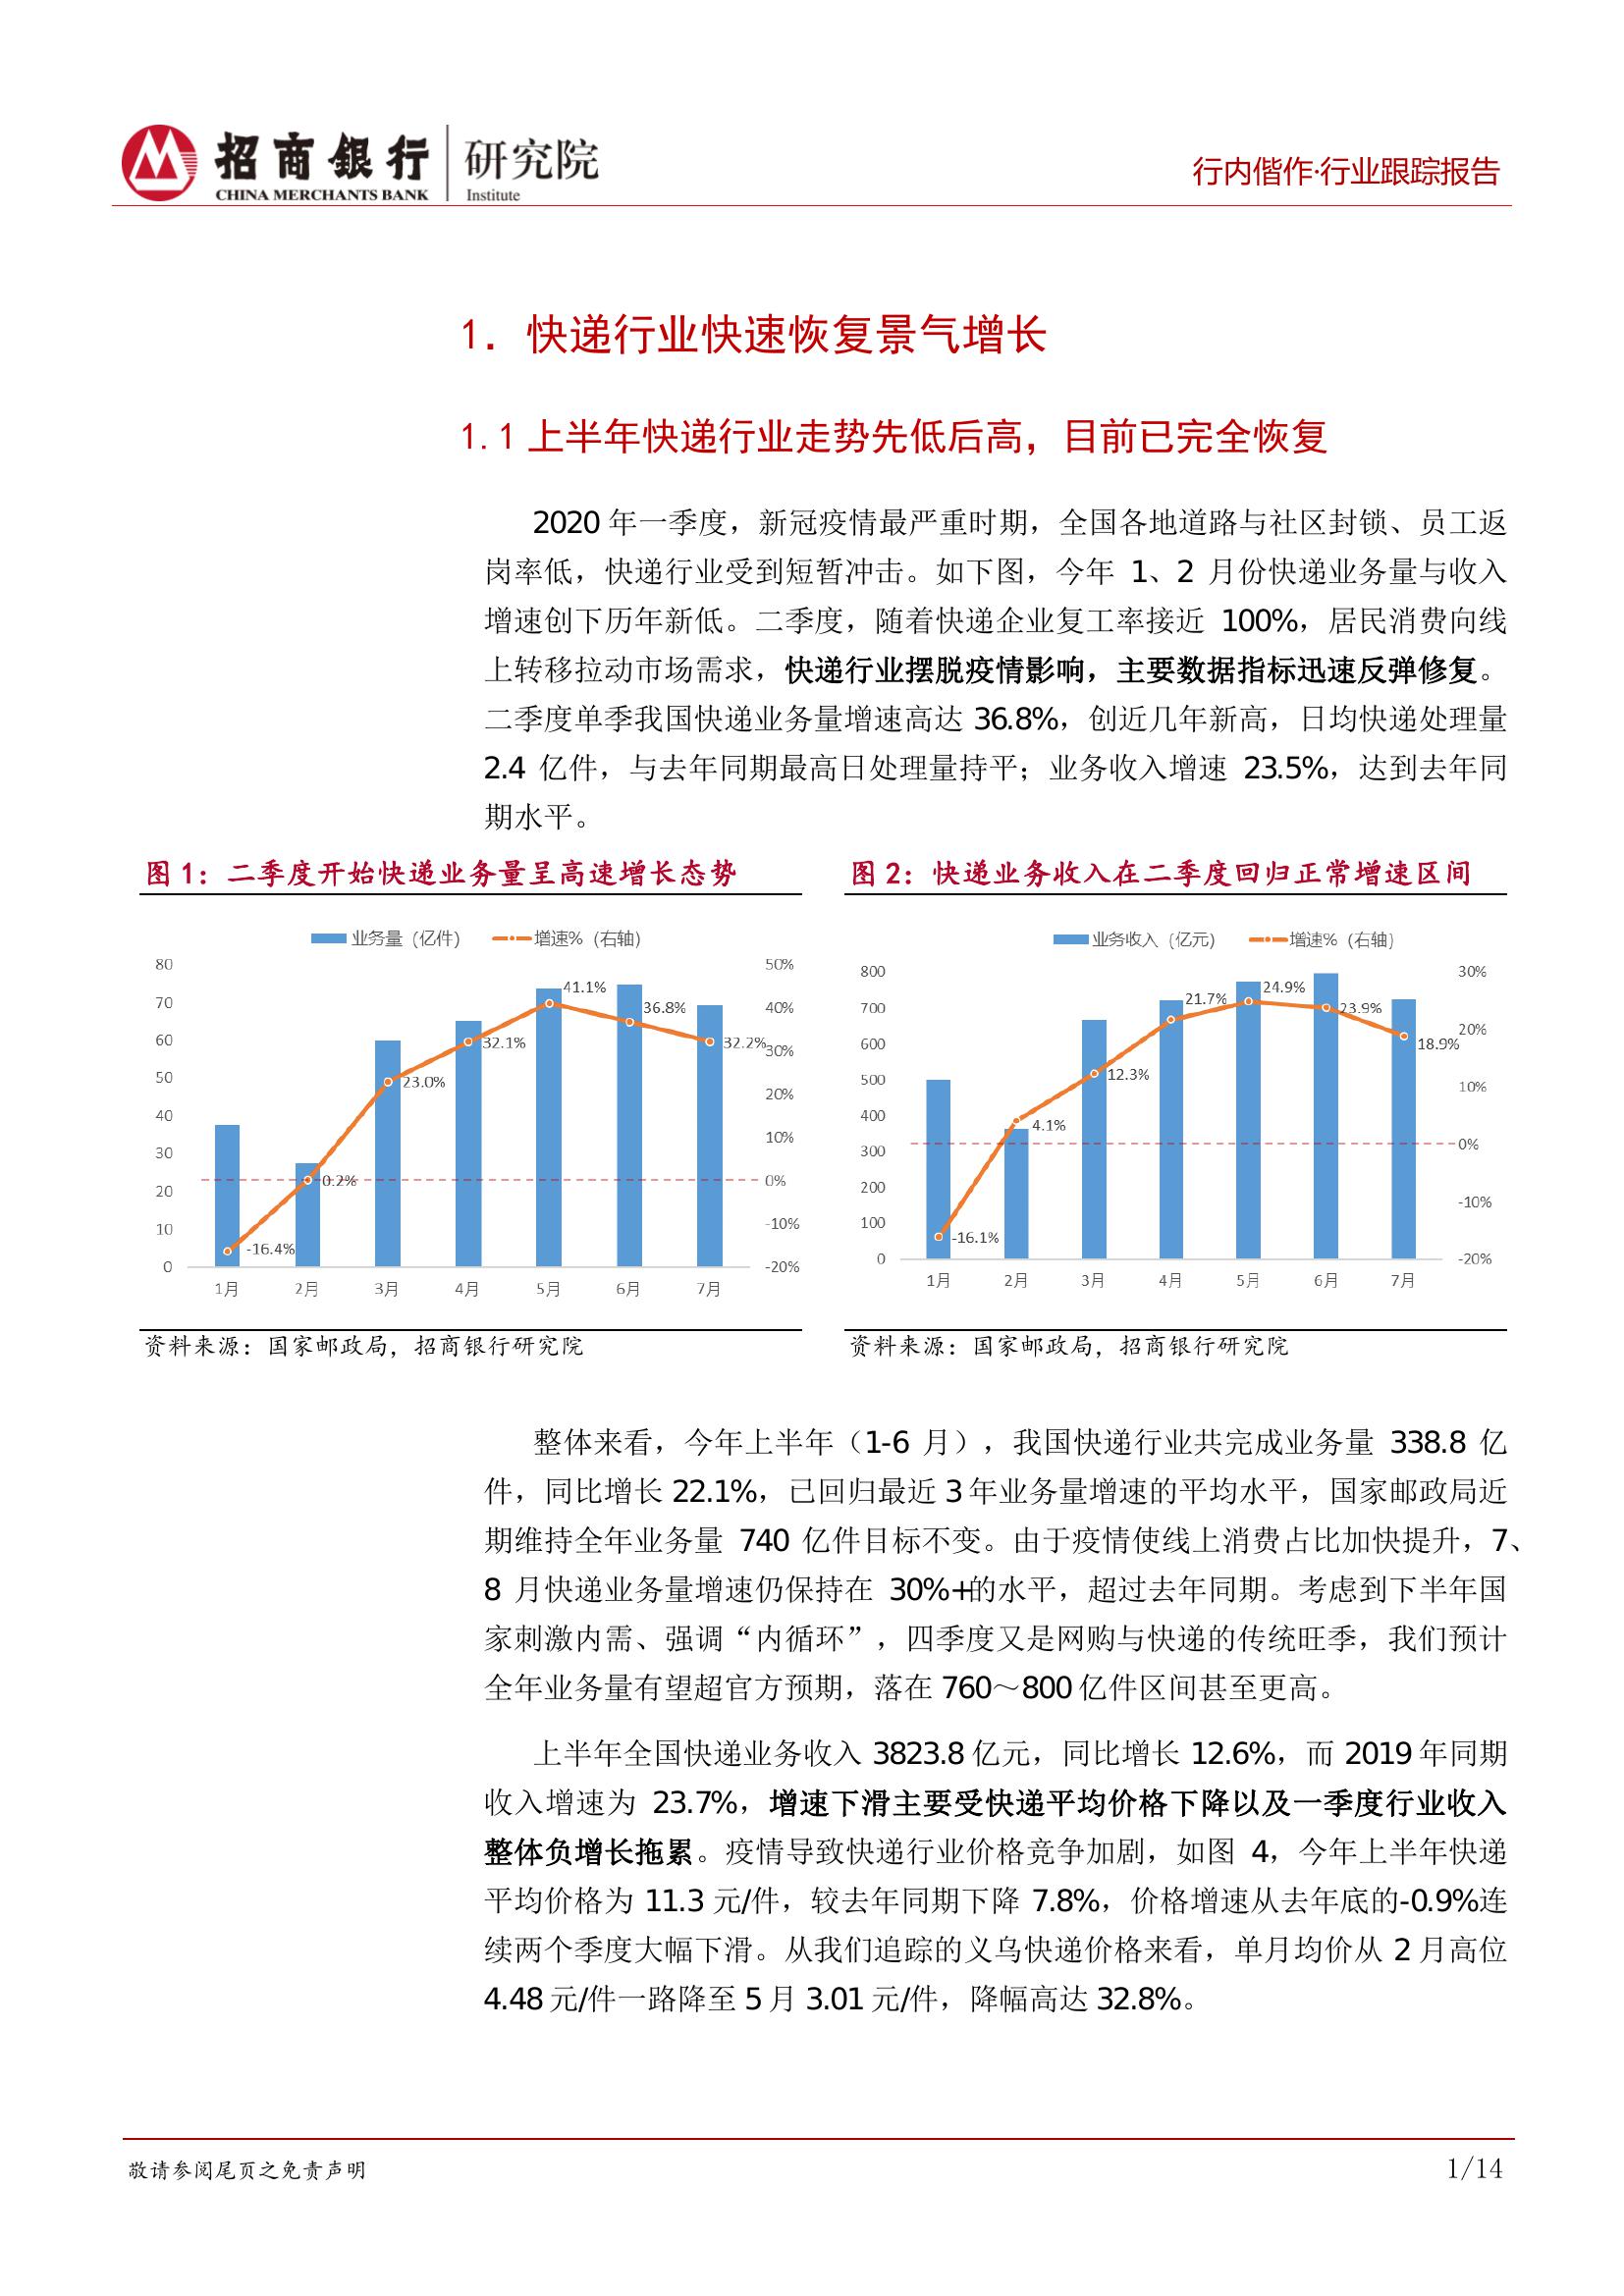 招商銀行 研究院
CHINA MERCHANTS BANK Institute
行内偕作·行业跟踪报告
1. 快递行业快速恢复景气增长
1.1 上半年快递行业走势先低后高，目前已完全恢复
2020 年一季度，新冠疫情最严重时期，全国各地道路与社区封锁、员工返
岗率低，快递行业受到短暂冲击。如下图，今年 1、2 月份快递业务量与收入
增速创下历年新低。二季度，随着快递企业复工率接近 100%，居民消费向线
上转移拉动市场需求，快递行业摆脱疫情影响，主要数据指标迅速反弹修复。
二季度单季我国快递业务量增速高达 36.8%，创近几年新高，日均快递处理量
2.4 亿件，与去年同期最高日处理量持平；业务收入增速 23.5%，达到去年同
期水平。
图 1：二季度开始快递业务量呈高速增长态势
业务量（亿件） 增速%（右轴）
80
70
60
50
40
30
20
10
0
50%
40%
30%
20%
10%
0%
-10%
-20%
-16.4%
0.2%
23.0%
32.1%
41.1%
36.8%
32.2%
1月 2月 3月 4月 5月 6月 7月
资料来源：国家邮政局，招商银行研究院
图 2：快递业务收入在二季度回归正常增速区间
业务收入（亿元） 增速%（右轴）
800
700
600
500
400
300
200
100
0
30%
20%
10%
0%
-10%
-20%
-16.1%
4.1%
12.3%
21.7%
24.9%
23.9%
18.9%
1月 2月 3月 4月 5月 6月 7月
资料来源：国家邮政局，招商银行研究院
整体来看，今年上半年（1-6 月），我国快递行业共完成业务量 338.8 亿
件，同比增长 22.1%，已回归最近 3 年业务量增速的平均水平，国家邮政局近
期维持全年业务量 740 亿件目标不变。由于疫情使线上消费占比加快提升，7、
8 月快递业务量增速仍保持在 30%+的水平，超过去年同期。考虑到下半年国
家刺激内需、强调“内循环”，四季度又是网购与快递的传统旺季，我们预计
全年业务量有望超官方预期，落在 760～800 亿件区间甚至更高。
上半年全国快递业务收入 3823.8 亿元，同比增长 12.6%，而 2019 年同期
收入增速为 23.7%，增速下滑主要受快递平均价格下降以及一季度行业收入
整体负增长拖累。疫情导致快递行业价格竞争加剧，如图 4，今年上半年快递
平均价格为 11.3 元/件，较去年同期下降 7.8%，价格增速从去年底的-0.9%连
续两个季度大幅下滑。从我们追踪的义乌快递价格来看，单月均价从 2 月高位
4.48 元/件一路降至 5 月 3.01 元/件，降幅高达 32.8%。
敬请参阅尾页之免责声明
1/14